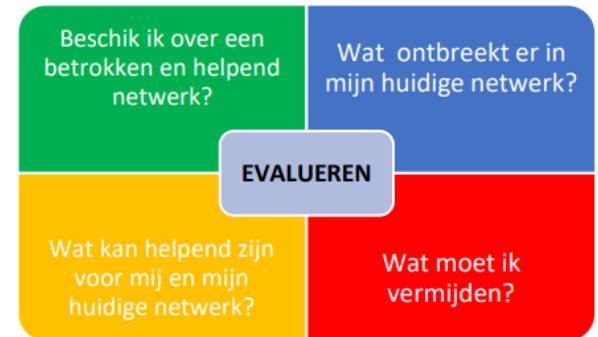 Beschik ik over een
betrokken en helpend
netwerk?
Wat  ontbreekt er in
mijn huidige netwerk?
EVALUEREN
Wat kan helpend zijn
voor mij en mijn
huidige netwerk?
Wat moet ik
vermijden?